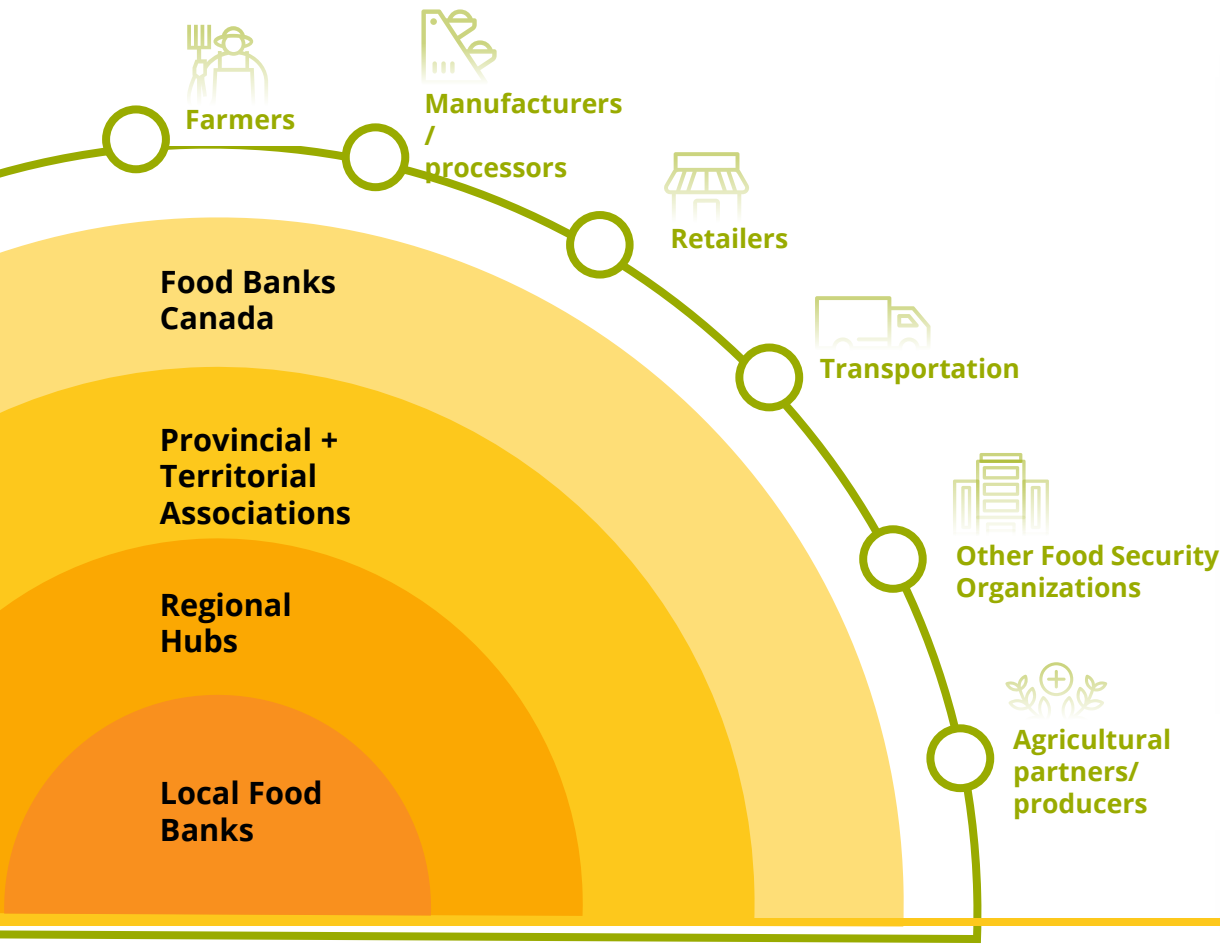 Farmers
Manufacturers
/
processors
Retailers
Food Banks
Canada
Transportation
Provincial +
Territorial
Associations
Other Food Security
Organizations
Regional
Hubs
Agricultural
partners/
producers
Local Food
Banks